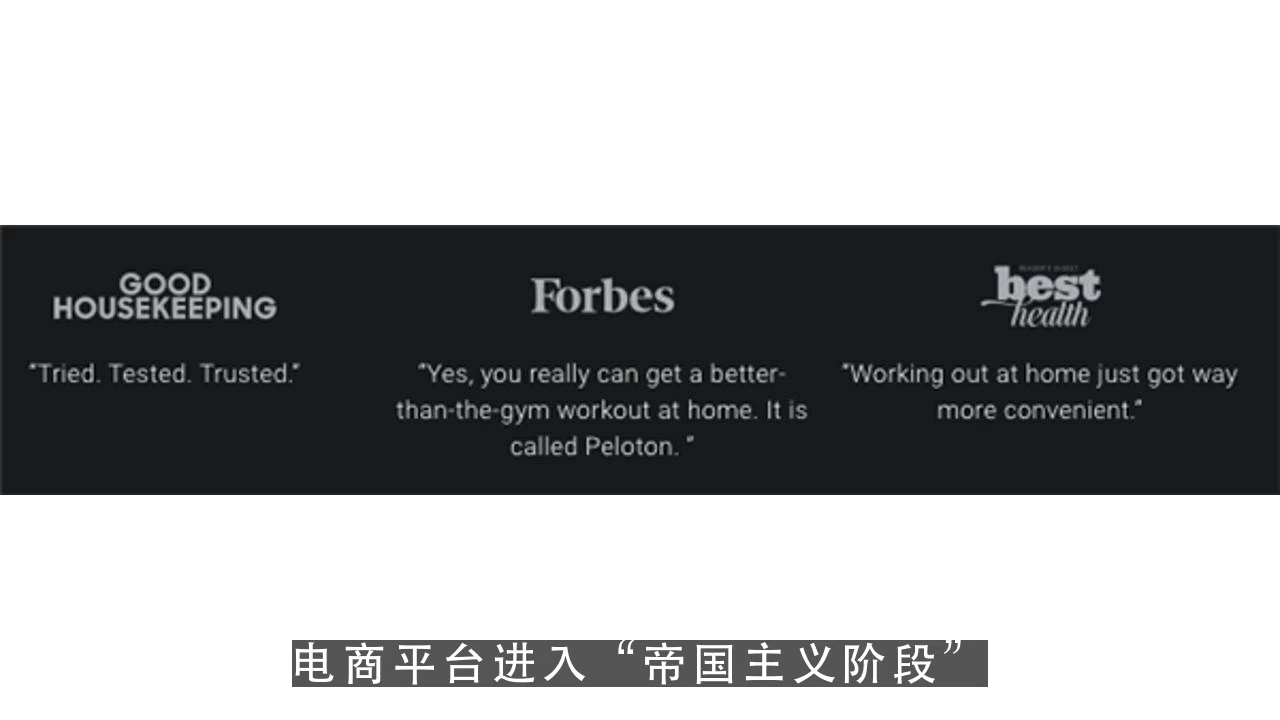 GOOD
HOUSEKEEPING
"Tried. Tested. Trusted."
Forbes
"Yes, you really can get a better-
than-the-gym workout at home. It is
called Peloton. "
READER'S DIGEST
best
health
"Working out at home just got way
more convenient."
电商平台进入“帝国主义阶段”